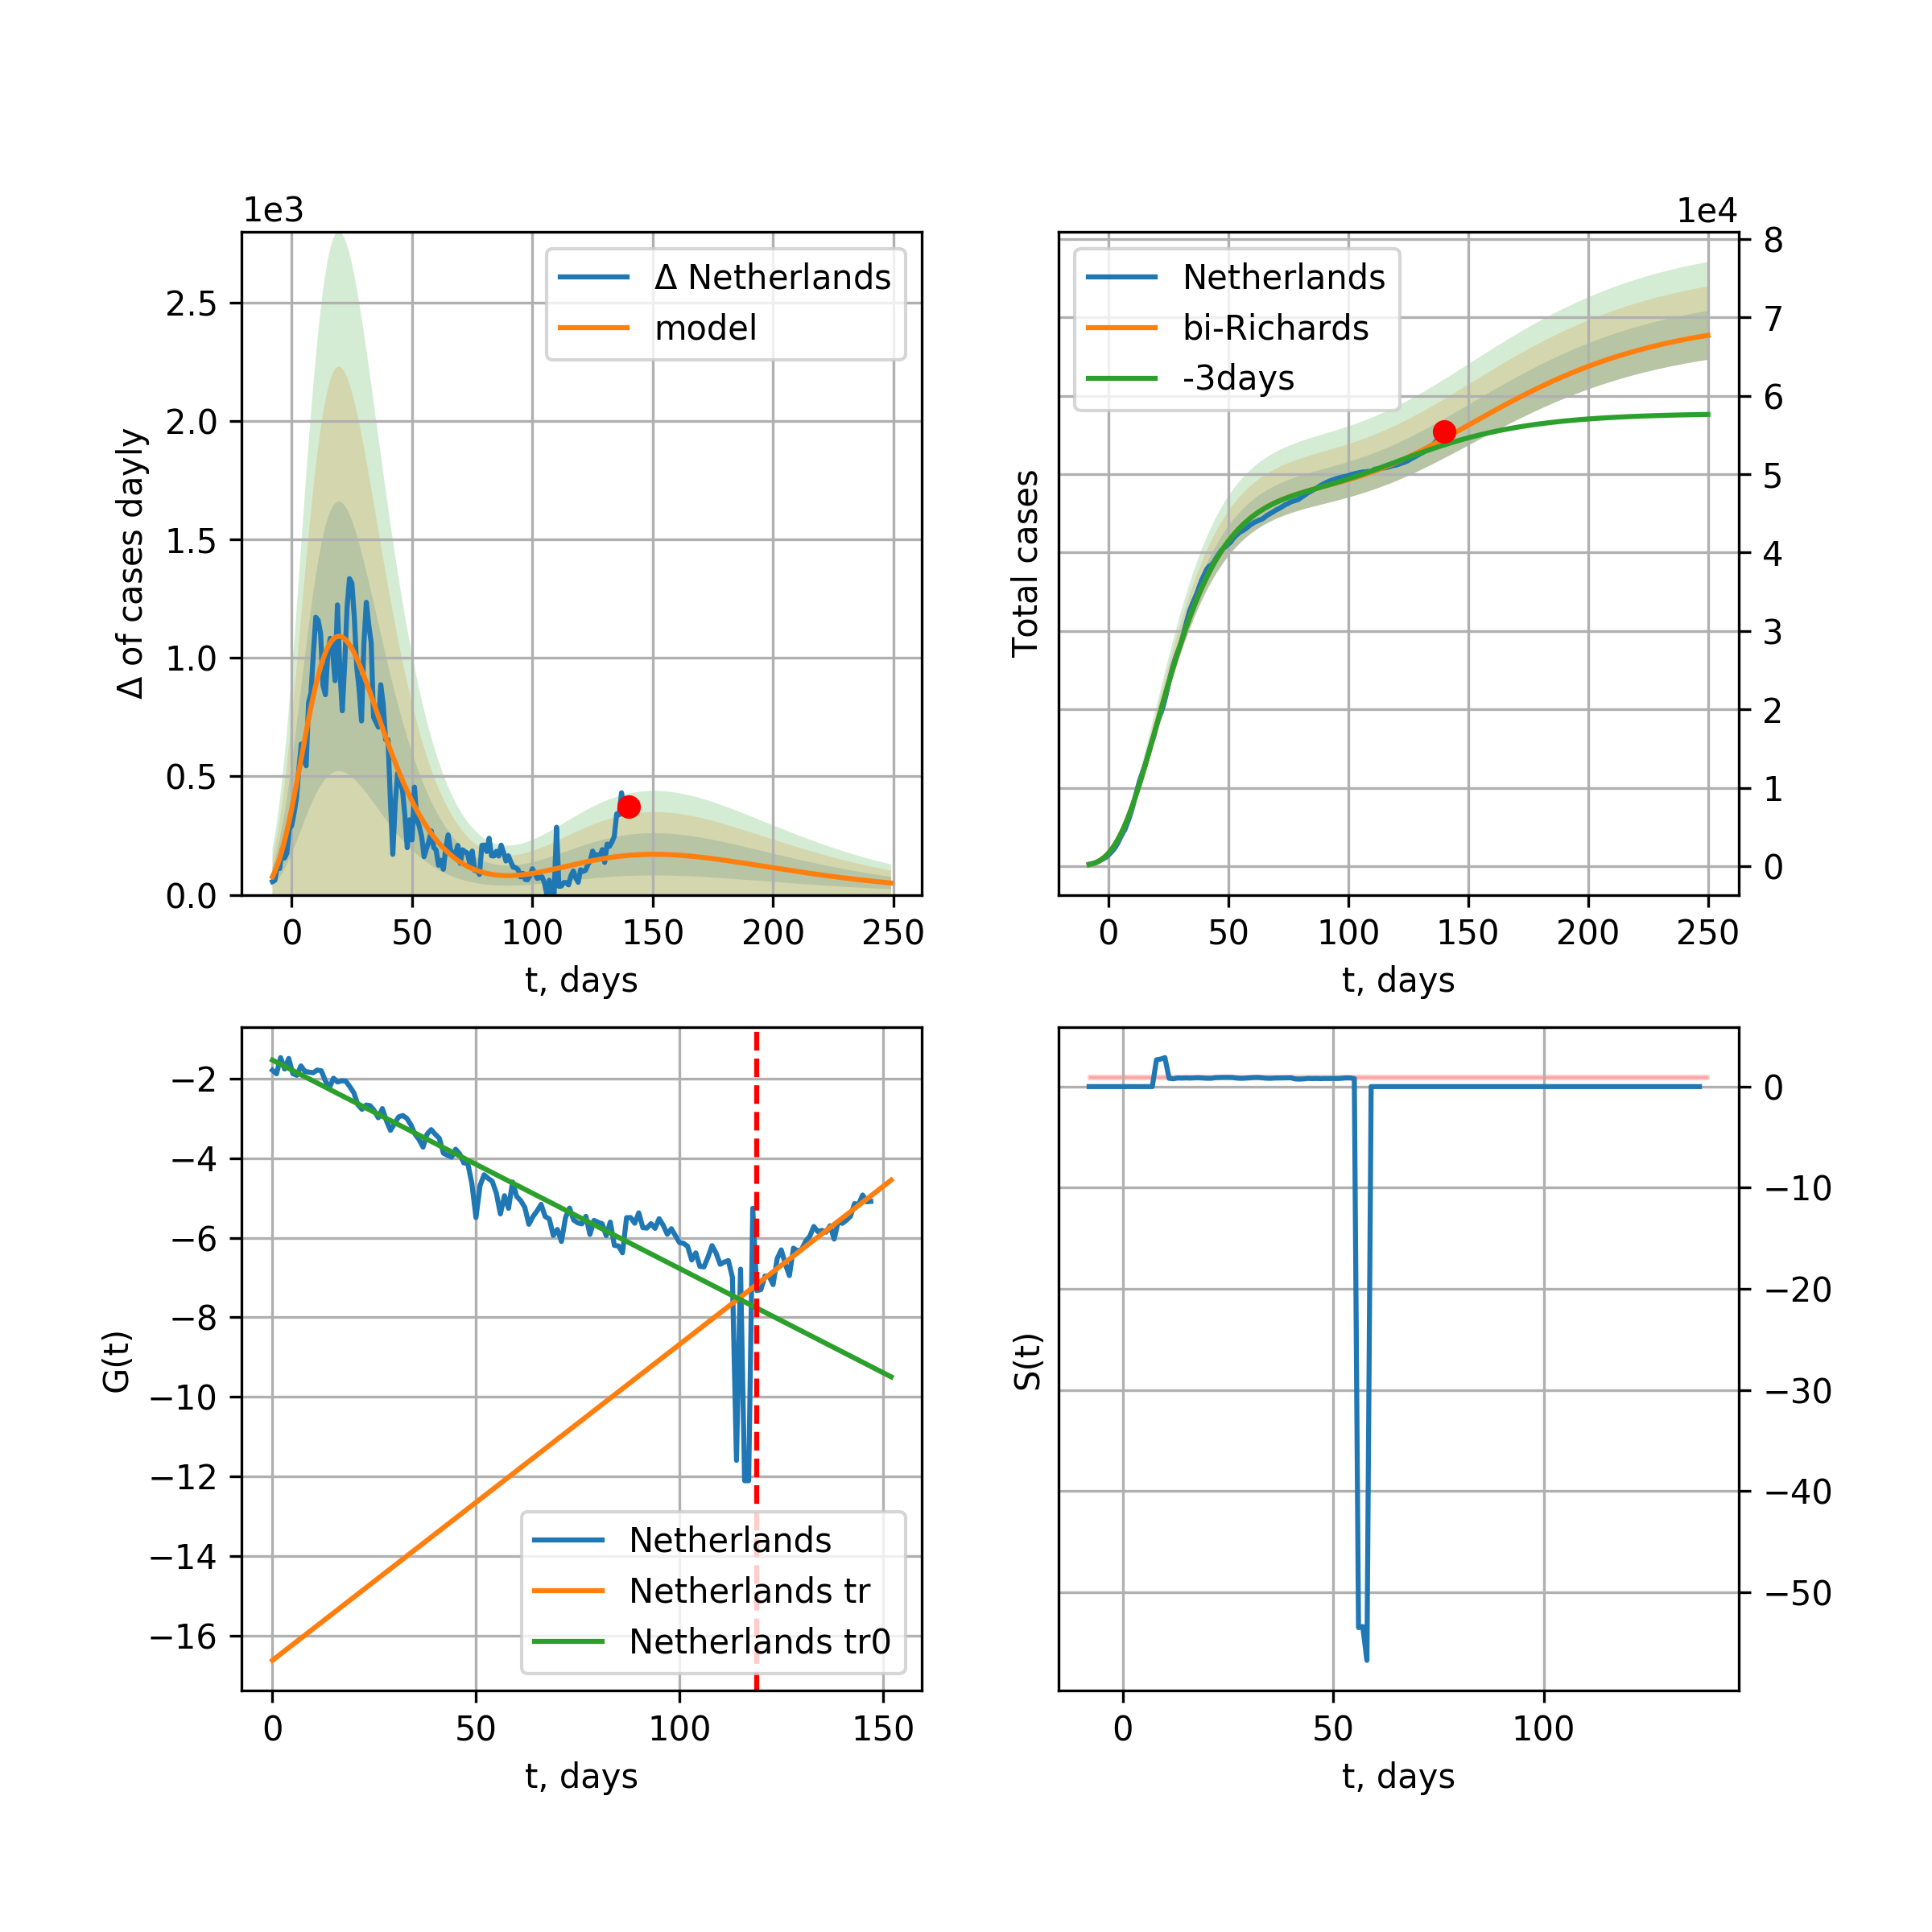 1e3
Δ of cases dayly
2.5
2.0
1.5
1.0
0.5
0.0
Δ Netherlands
model
0 50 100 150 200 250
t, days
1e4
Total cases
Netherlands
bi-Richards
-3days
8
7
6
5
4
3
2
1
0
0 50 100 150 200 250
t, days
G(t)
−2
−4
−6
−8
−10
−12
−14
−16
Netherlands
Netherlands tr
Netherlands tr0
0 50 100 150
t, days
S(t)
0
−10
−20
−30
−40
−50
0 50 100
t, days